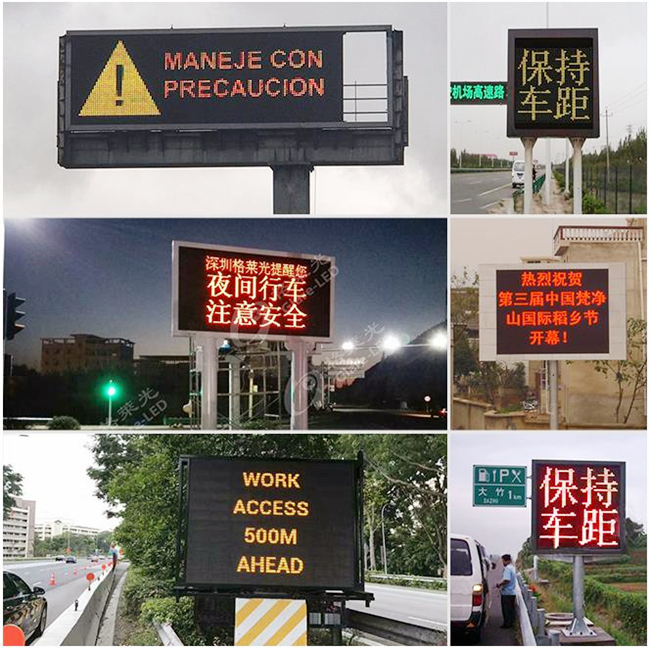 !
MANEJE CON
PRECAUCION
机场高速路
保持
车距
深圳格莱光提醒您
夜间行车
注意安全
热烈祝贺
第三届中国梵净
山国际稻乡节
开幕！
WORK
ACCESS
500M
AHEAD
P
大竹 1km
保持
车距